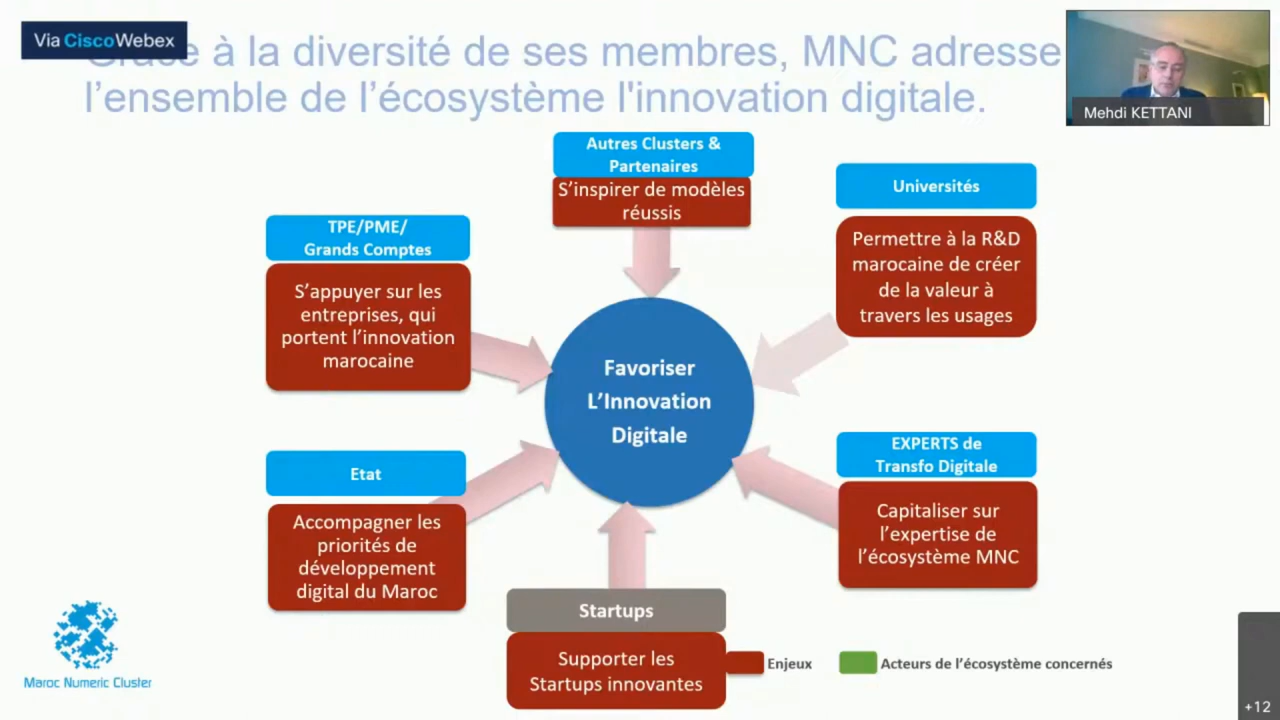 Via CiscoWebex
à la diversité de ses membres, MNC adresse
l’ensemble de l’écosystème l'innovation digitale.
Mehdi KETTANI
Autres Clusters &
Partenaires
S’inspirer de modèles
réussis
Universités
Permettre à la R&D
marocaine de créer
de la valeur à
travers les usages
TPE/PME/
Grands Comptes
S’appuyer sur les
entreprises, qui
portent l’innovation
marocaine
Favoriser
L’Innovation
Digitale
Etat
Accompagner les
priorités de
développement
digital du Maroc
EXPERTS de
Transfo Digitale
Capitaliser sur
l’expertise de
l’écosystème MNC
Startups
Supporter les
Startups innovantes
Enjeux
Acteurs de l’écosystème concernés
Maroc Numeric Cluster
+12